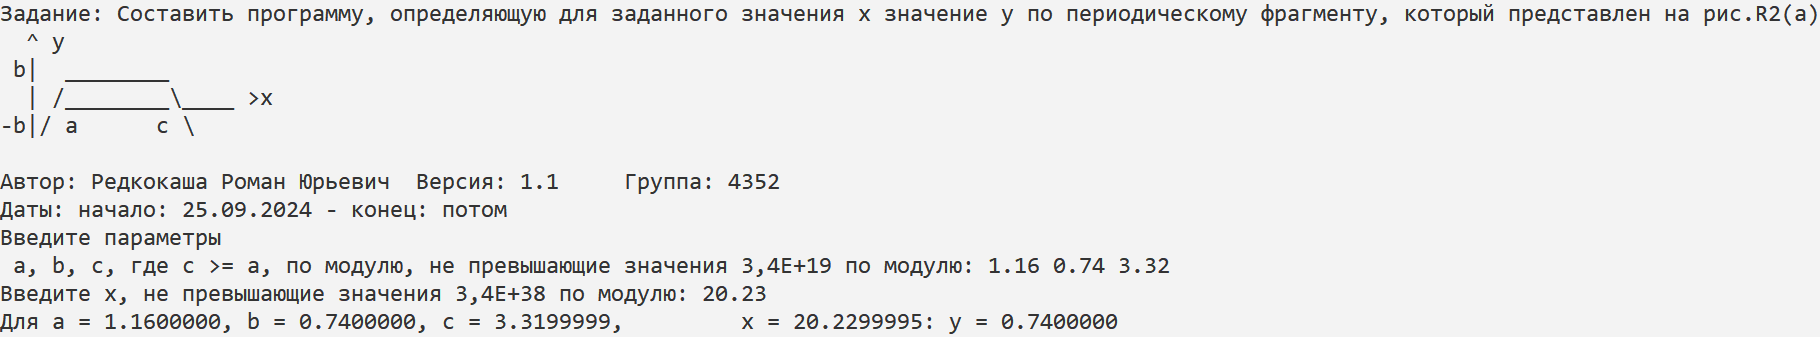 Задание: Составить программу, определяющую для заданного значения x значение y по периодическому фрагменту, который представлен на рис.R2(а)
  ^ y
 b|  ________
  | /________\____ >x
-b|/ a      c \
Автор: Редкокаша Роман Юрьевич  Версия: 1.1     Группа: 4352
Даты: начало: 25.09.2024 - конец: потом
Введите параметры
 a, b, c, где c >= a, по модулю, не превышающие значения 3,4E+19 по модулю: 1.16 0.74 3.32
Введите x, не превышающие значения 3,4E+38 по модулю: 20.23
Для a = 1.1600000, b = 0.7400000, c = 3.3199999,         x = 20.2299995: y = 0.7400000